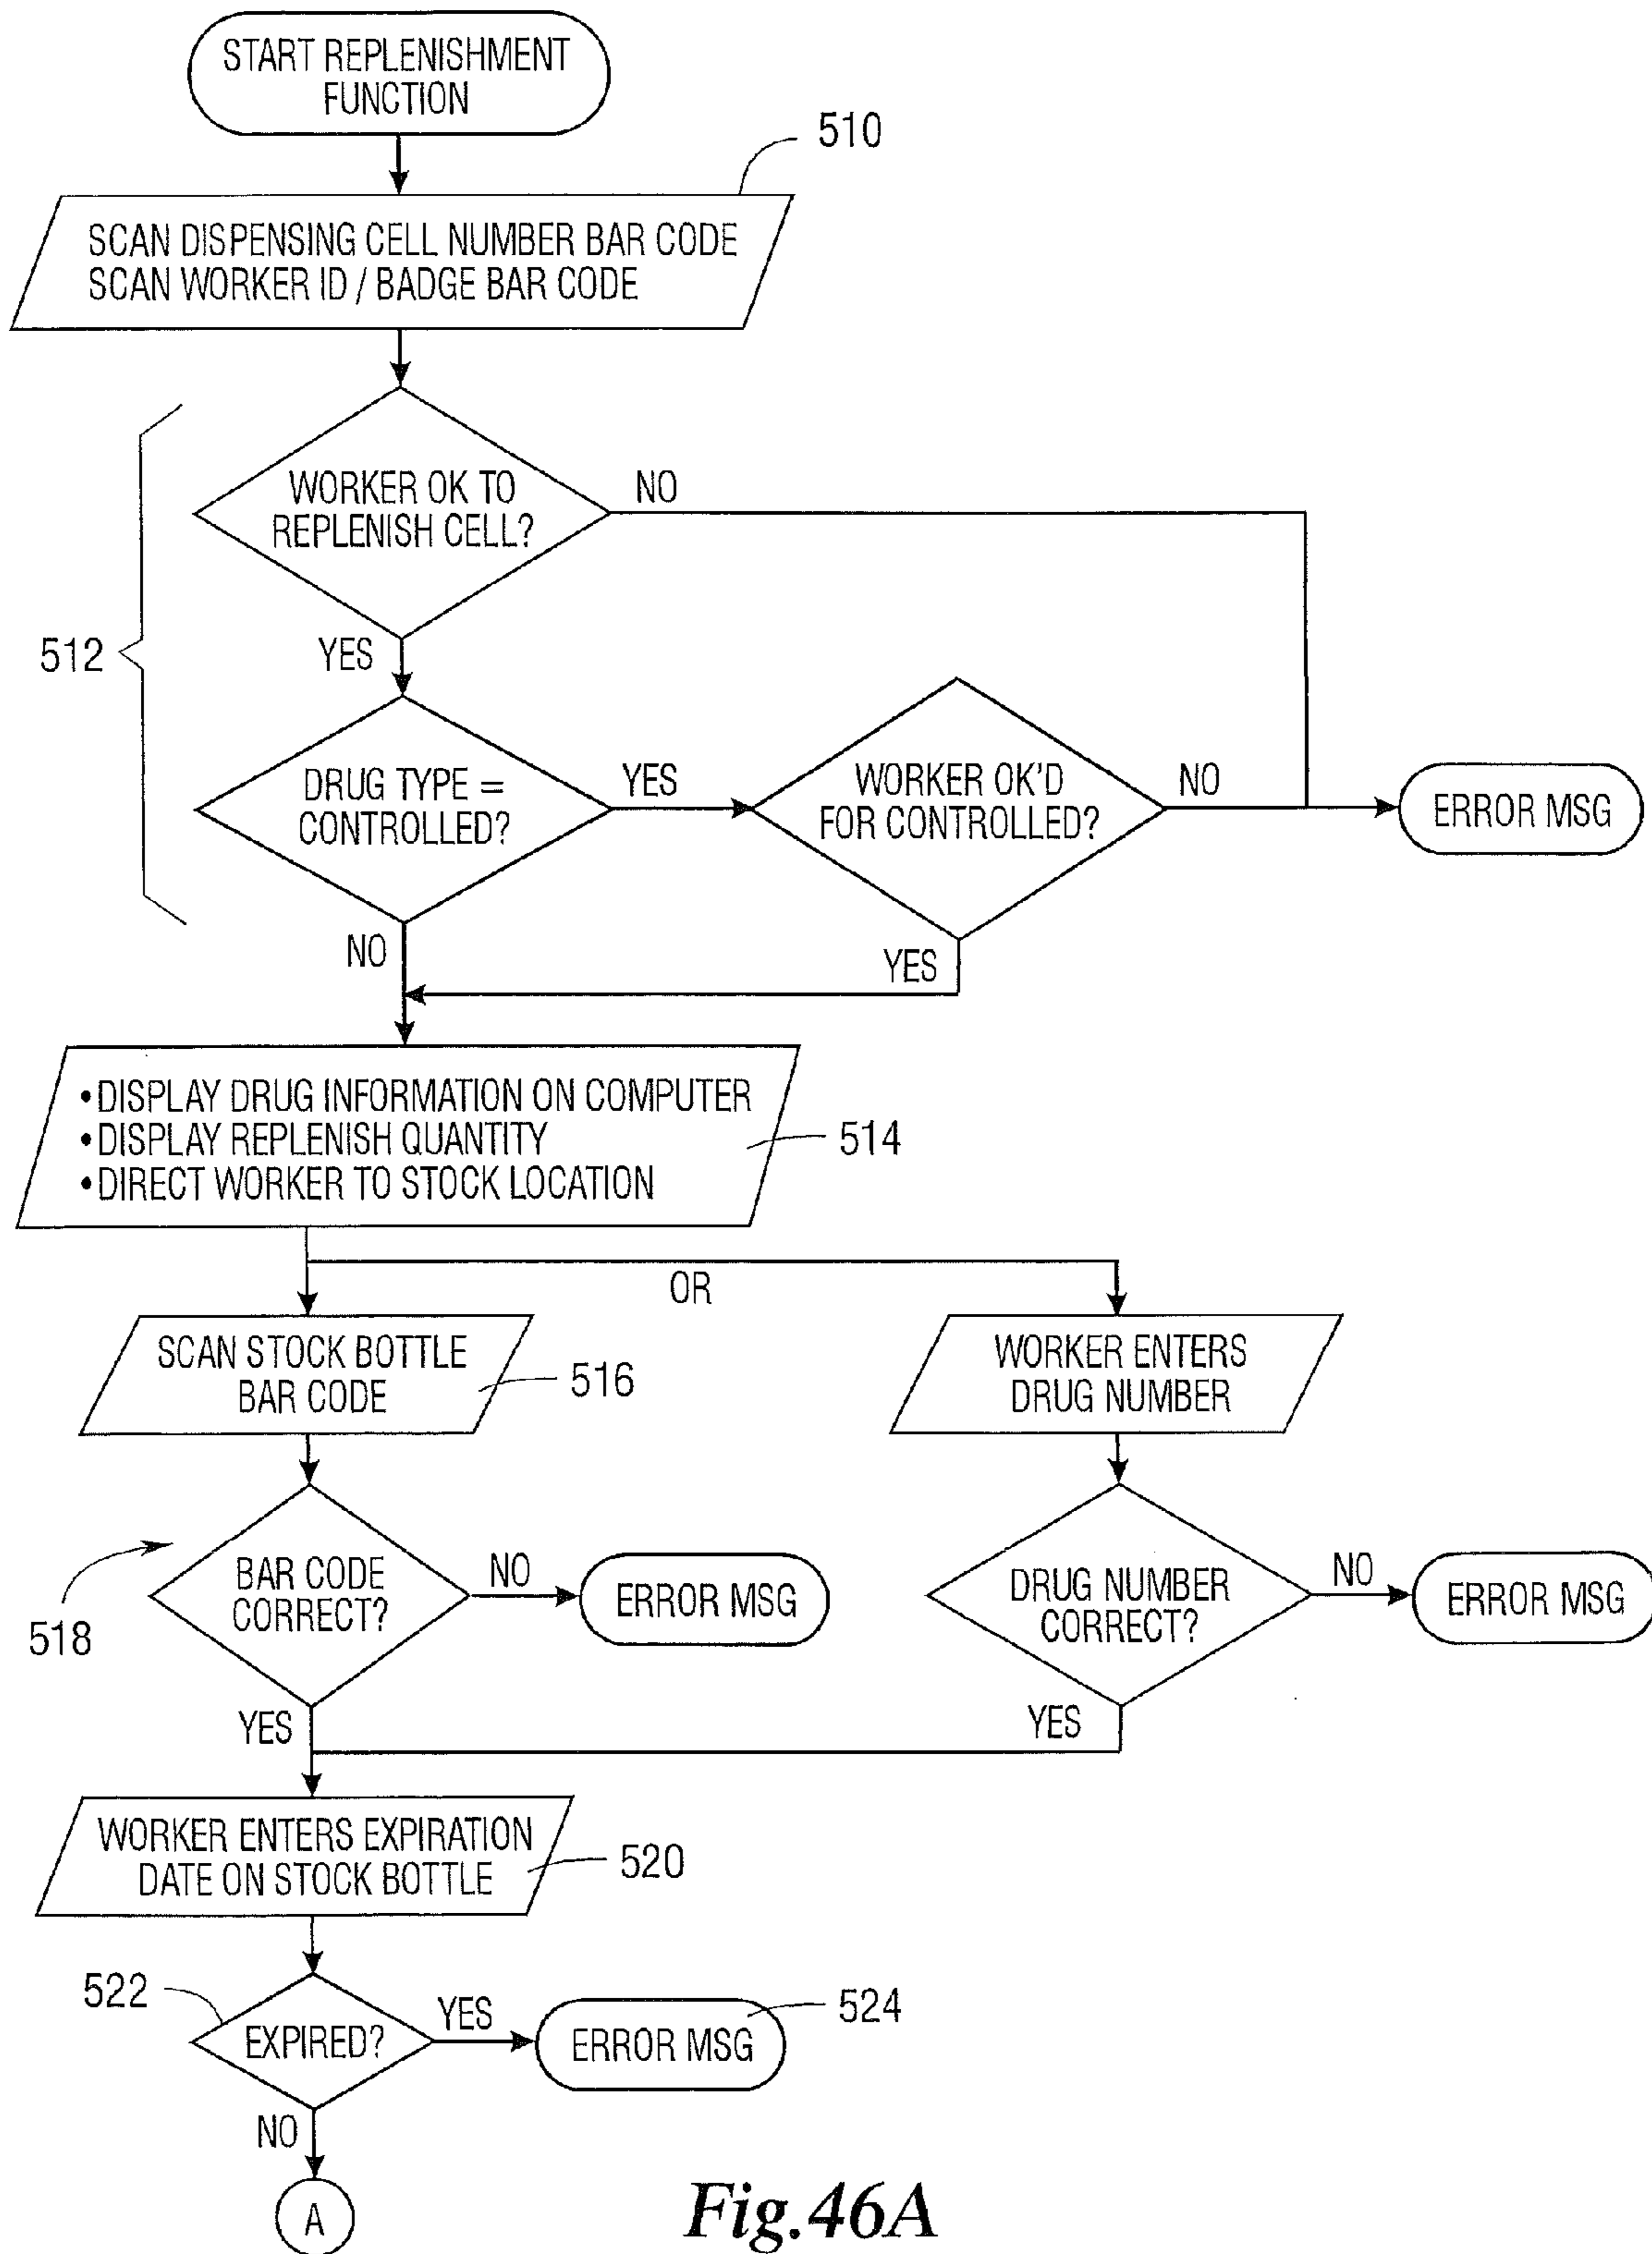 START REPLENISHMENT
FUNCTION
510
SCAN DISPENSING CELL NUMBER BAR CODE
SCAN WORKER ID / BADGE BAR CODE
WORKER OK TO
REPLENISH CELL?
NO
512
YES
DRUG TYPE =
CONTROLLED?
YES
WORKER OK'D
FOR CONTROLLED?
NO
ERROR MSG
NO
YES
•DISPLAY DRUG INFORMATION ON COMPUTER
•DISPLAY REPLENISH QUANTITY
•DIRECT WORKER TO STOCK LOCATION
514
OR
SCAN STOCK BOTTLE
BAR CODE
516
WORKER ENTERS
DRUG NUMBER
518
BAR CODE
CORRECT?
NO
ERROR MSG
DRUG NUMBER
CORRECT?
NO
ERROR MSG
YES
YES
WORKER ENTERS EXPIRATION
DATE ON STOCK BOTTLE
520
522
EXPIRED?
YES
ERROR MSG
524
NO
A
Fig.46A